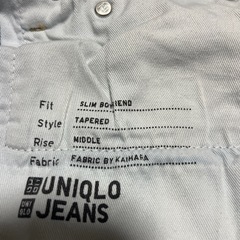 Fit SLIM BOYFRIEND
Style TAPERED
Rise MIDDLE
Fabric FABRIC BY KAIHARA
UNIQLO
JEANS